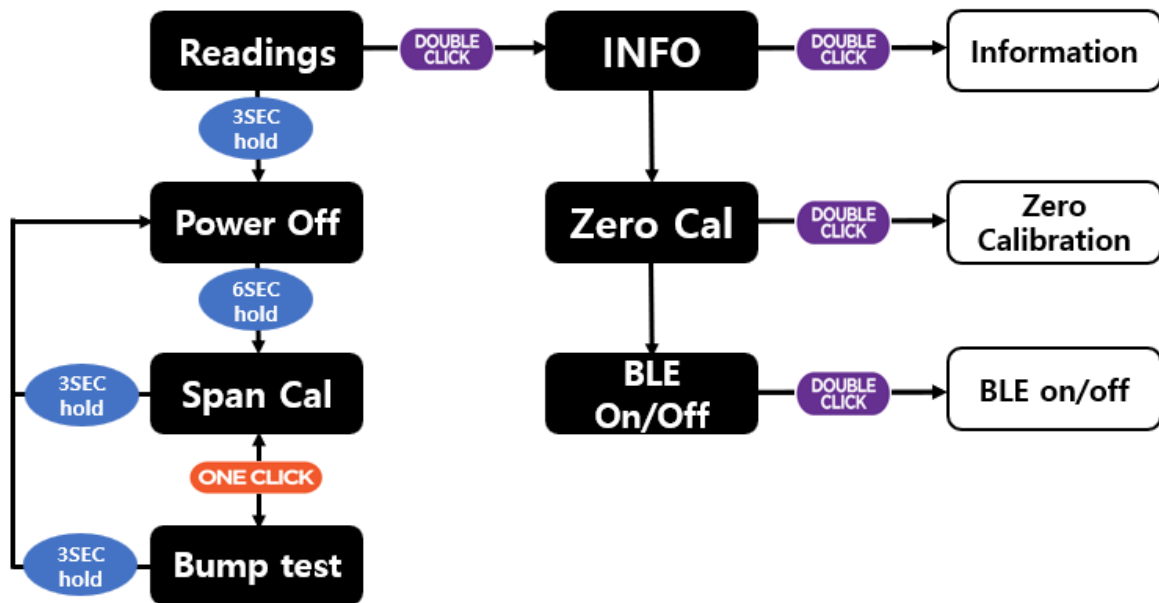 Readings
DOUBLE
CLICK
INFO
DOUBLE
CLICK
Information
3SEC
hold
Power Off
Zero Cal
DOUBLE
CLICK
Zero
Calibration
6SEC
hold
3SEC
hold
Span Cal
BLE
On/Off
DOUBLE
CLICK
BLE on/off
ONE CLICK
3SEC
hold
Bump test